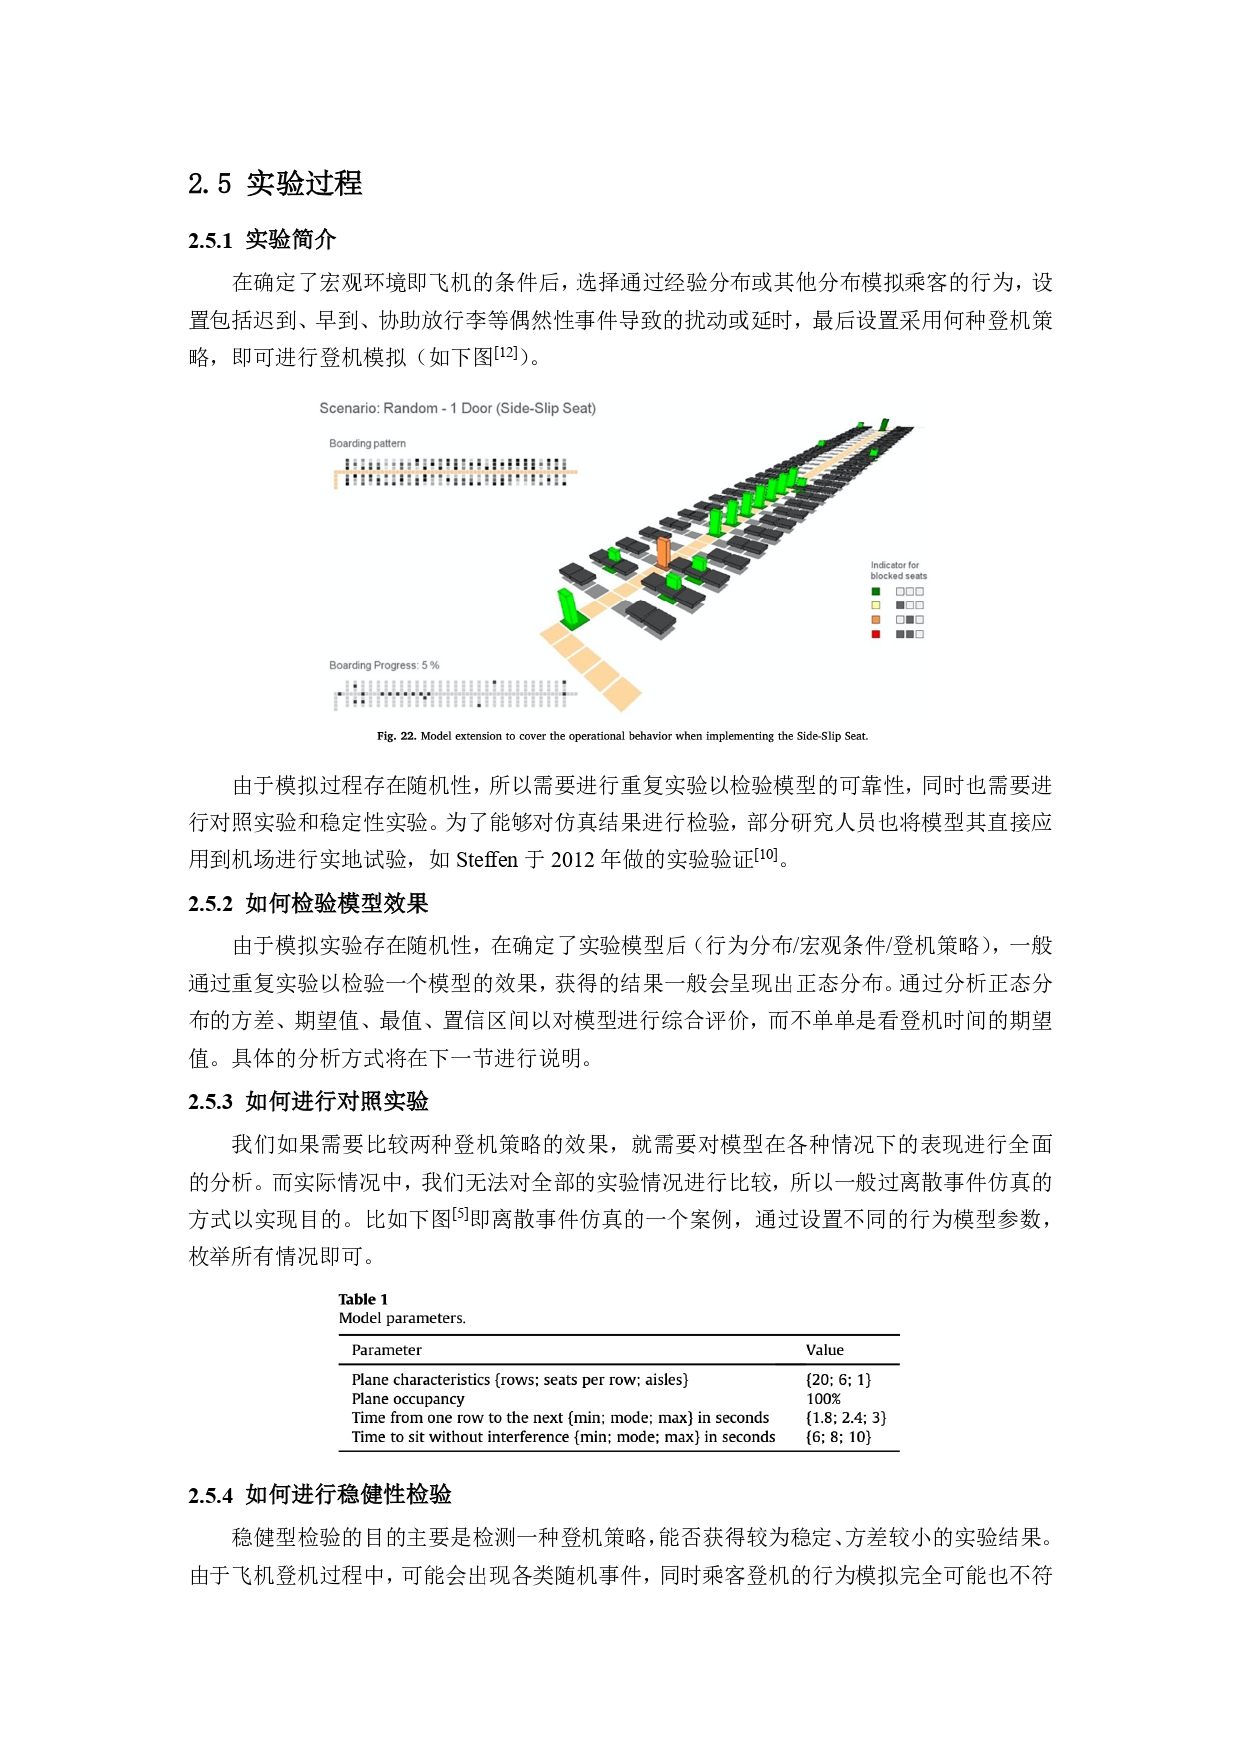 2.5 实验过程
2.5.1 实验简介
在确定了宏观环境即飞机的条件后，选择通过经验分布或其他分布模拟乘客的行为，设
置包括迟到、早到、协助放行李等偶然性事件导致的扰动或延时，最后设置采用何种登机策
略，即可进行登机模拟（如下图[12]）。
Scenario: Random - 1 Door (Side-Slip Seat)
Boarding pattern
Indicator for
blocked seats
Boarding Progress: 5 %
Fig. 22. Model extension to cover the operational behavior when implementing the Side-Slip Seat.
由于模拟过程存在随机性，所以需要进行重复实验以检验模型的可靠性，同时也需要进
行对照实验和稳定性实验。为了能够对仿真结果进行检验，部分研究人员也将模型其直接应
用到机场进行实地试验，如 Steffen 于 2012 年做的实验验证[10]。
2.5.2 如何检验模型效果
由于模拟实验存在随机性，在确定了实验模型后（行为分布/宏观条件/登机策略），一般
通过重复实验以检验一个模型的效果，获得的结果一般会呈现出正态分布。通过分析正态分
布的方差、期望值、最值、置信区间以对模型进行综合评价，而不单单是看登机时间的期望
值。具体的分析方式将在下一节进行说明。
2.5.3 如何进行对照实验
我们如果需要比较两种登机策略的效果，就需要对模型在各种情况下的表现进行全面
的分析。而实际情况中，我们无法对全部的实验情况进行比较，所以一般过离散事件仿真的
方式以实现目的。比如下图[5]即离散事件仿真的一个案例，通过设置不同的行为模型参数，
枚举所有情况即可。
Table 1
Model parameters.
Parameter Value
Plane characteristics {rows; seats per row; aisles} {20; 6; 1}
Plane occupancy 100%
Time from one row to the next {min; mode; max} in seconds {1.8; 2.4; 3}
Time to sit without interference {min; mode; max} in seconds {6; 8; 10}
2.5.4 如何进行稳健性检验
稳健型检验的目的主要是检测一种登机策略，能否获得较为稳定、方差较小的实验结果。
由于飞机登机过程中，可能会出现各类随机事件，同时乘客登机的行为模拟完全可能也不符